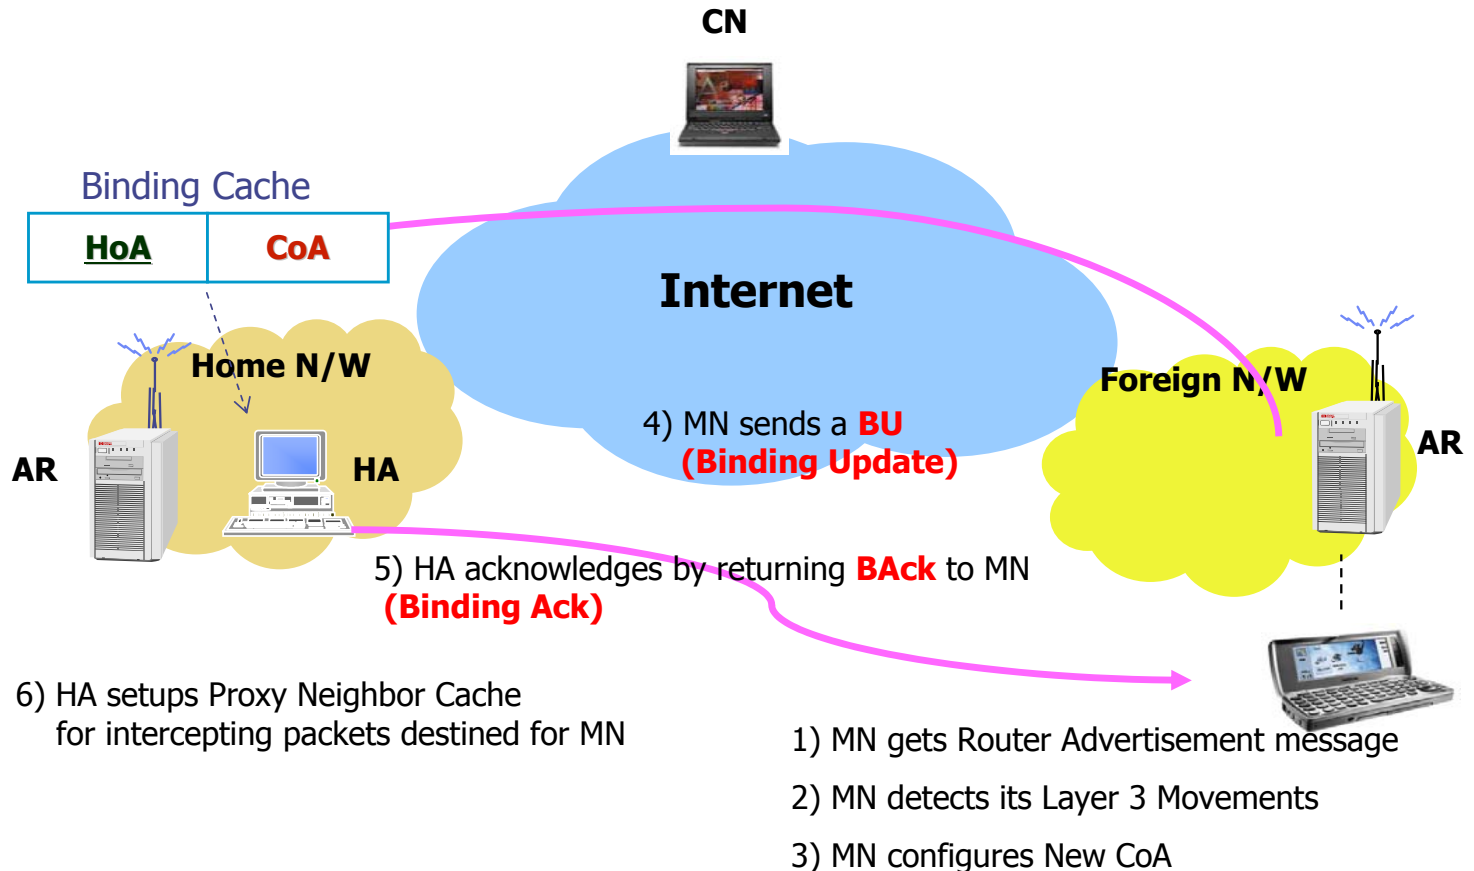 CN
Binding Cache
HoA CoA
Internet
Home N/W
Foreign N/W
4) MN sends a BU
(Binding Update)
AR
HA
AR
5) HA acknowledges by returning BAck to MN
(Binding Ack)
6) HA setups Proxy Neighbor Cache
for intercepting packets destined for MN
1) MN gets Router Advertisement message
2) MN detects its Layer 3 Movements
3) MN configures New CoA